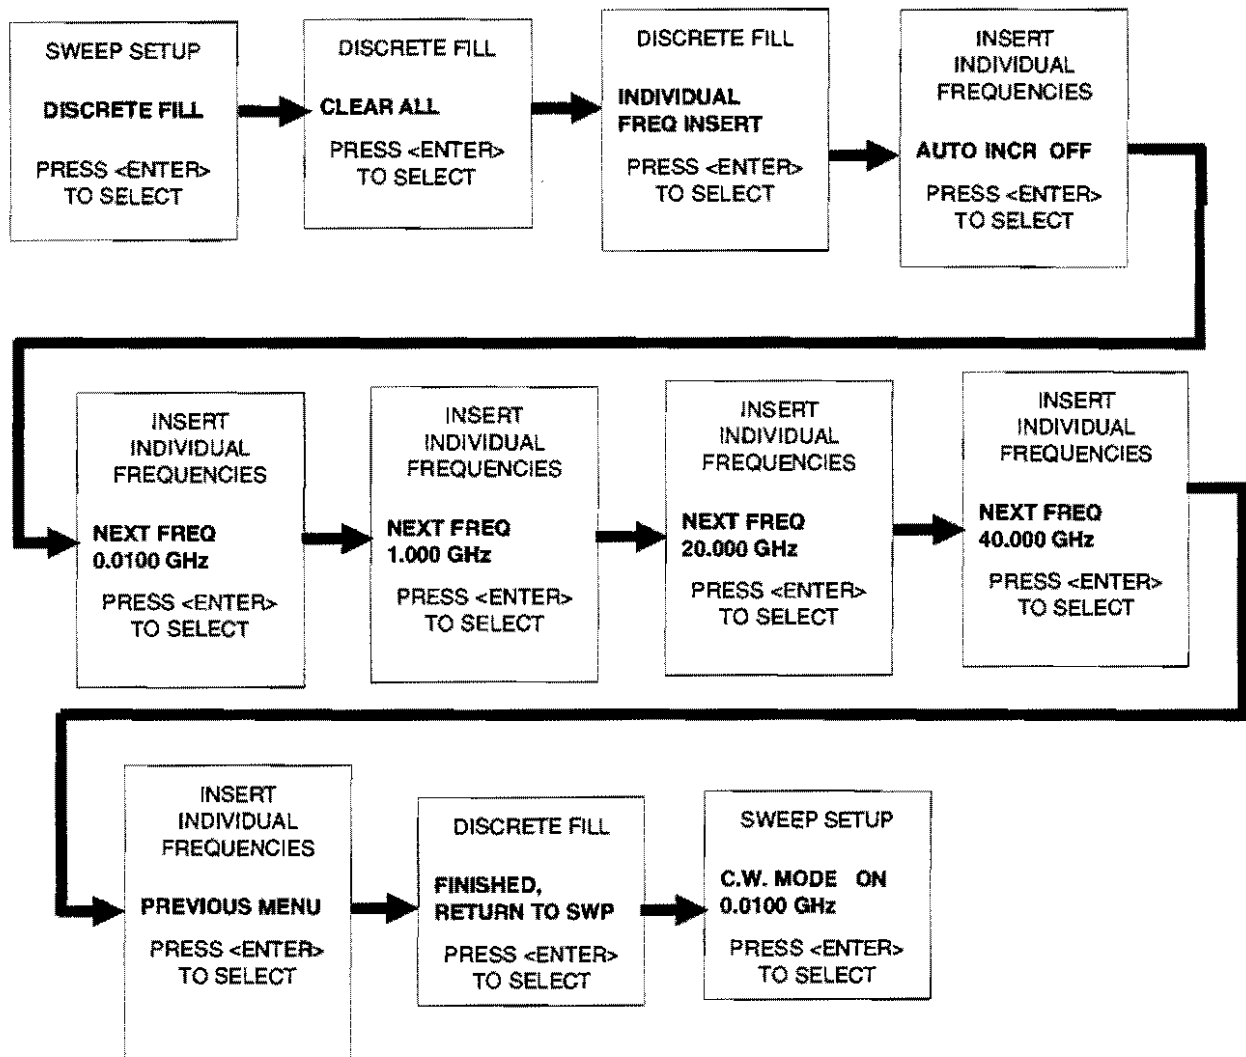 SWEEP SETUP
DISCRETE FILL
PRESS <ENTER>
TO SELECT
DISCRETE FILL
CLEAR ALL
PRESS <ENTER>
TO SELECT
DISCRETE FILL
INDIVIDUAL
FREQ INSERT
PRESS <ENTER>
TO SELECT
INSERT
INDIVIDUAL
FREQUENCIES
AUTO INCR OFF
PRESS <ENTER>
TO SELECT
INSERT
INDIVIDUAL
FREQUENCIES
NEXT FREQ
0.0100 GHz
PRESS <ENTER>
TO SELECT
INSERT
INDIVIDUAL
FREQUENCIES
NEXT FREQ
1.000 GHz
PRESS <ENTER>
TO SELECT
INSERT
INDIVIDUAL
FREQUENCIES
NEXT FREQ
20.000 GHz
PRESS <ENTER>
TO SELECT
INSERT
INDIVIDUAL
FREQUENCIES
NEXT FREQ
40.000 GHz
PRESS <ENTER>
TO SELECT
INSERT
INDIVIDUAL
FREQUENCIES
PREVIOUS MENU
PRESS <ENTER>
TO SELECT
DISCRETE FILL
FINISHED,
RETURN TO SWP
PRESS <ENTER>
TO SELECT
SWEEP SETUP
C.W. MODE ON
0.0100 GHz
PRESS <ENTER>
TO SELECT